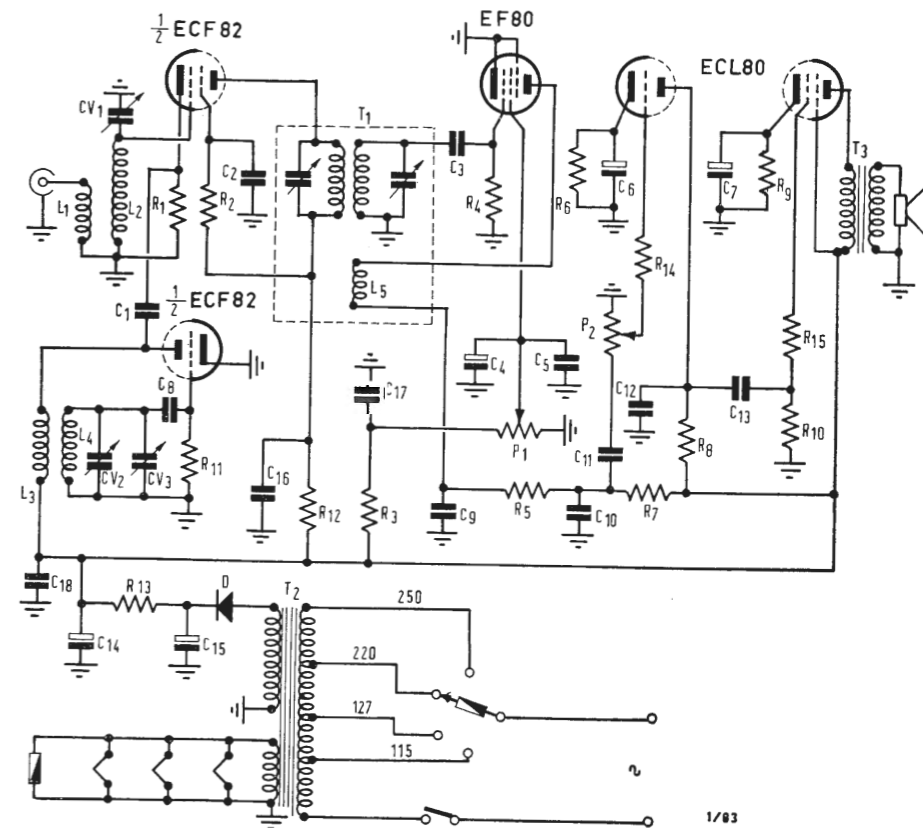 ½ ECF82
EF80
ECL80
CV1
T1
T3
C2
C3
L1
L2
R1
R2
R4
R6
C6
C7
R9
L5
R14
½ ECF82
C1
P2
R15
C8
C4
C5
C17
C12
C13
L4
CV2
CV3
R11
P1
C11
R8
R10
L3
C16
R12
R3
C9
R5
C10
R7
C18
R13
D
T2
250
C14
C15
220
127
115
~
1/83